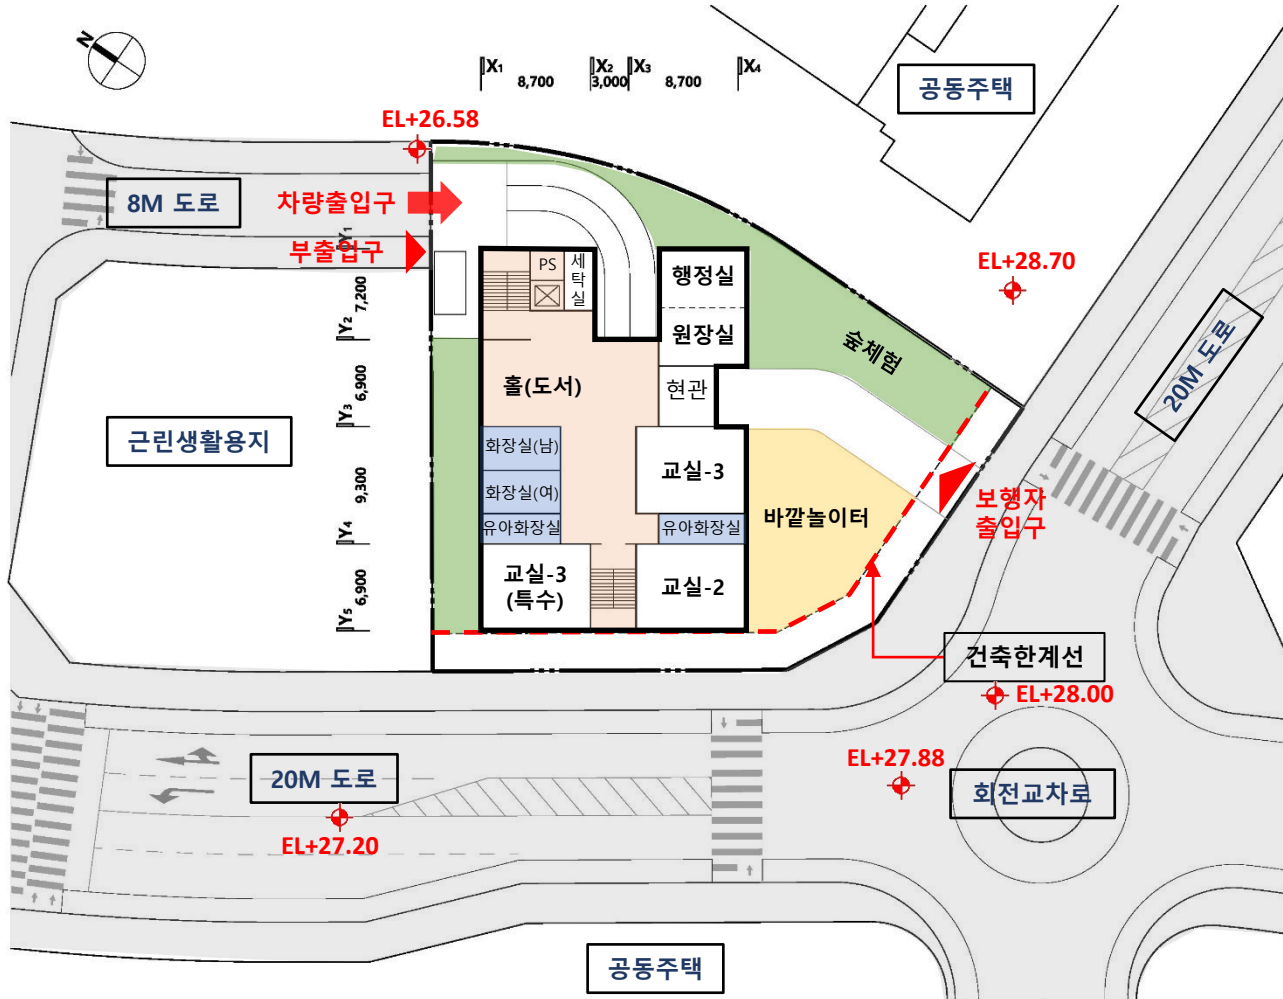 N
X1
X2
X3
X4
8,700
3,000
8,700
공동주택
EL+26.58
8M 도로
차량출입구
부출입구
Y1
PS
세
탁
실
행정실
EL+28.70
7,200
Y2
원장실
숲체험
20M 도로
6,900
홀(도서)
현관
Y3
근린생활용지
화장실(남)
교실-3
9,300
화장실(여)
보행자
출입구
바깥놀이터
유아화장실
유아화장실
Y4
교실-3
(특수)
교실-2
6,900
Y5
건축한계선
EL+28.00
20M 도로
EL+27.88
회전교차로
EL+27.20
공동주택